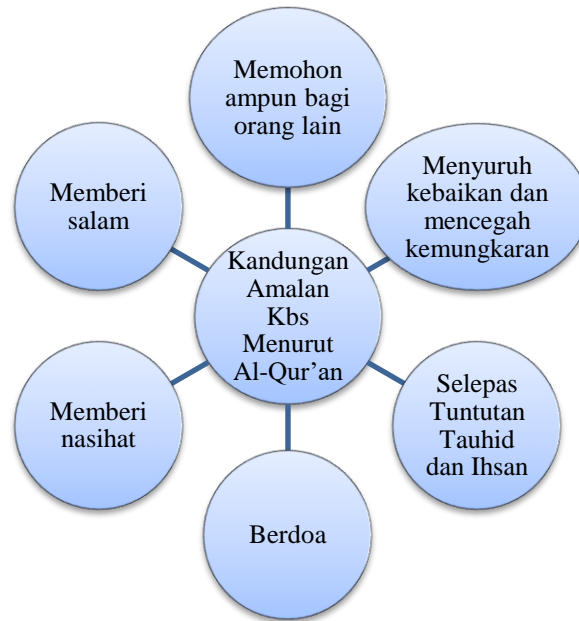 Memohon
ampun bagi
orang lain
Menyuruh
kebaikan dan
mencegah
kemungkaran
Selepas
Tuntutan
Tauhid
dan Ihsan
Berdoa
Memberi
nasihat
Memberi
salam
Kandungan
Amalan
Kbs
Menurut
Al-Qur’an